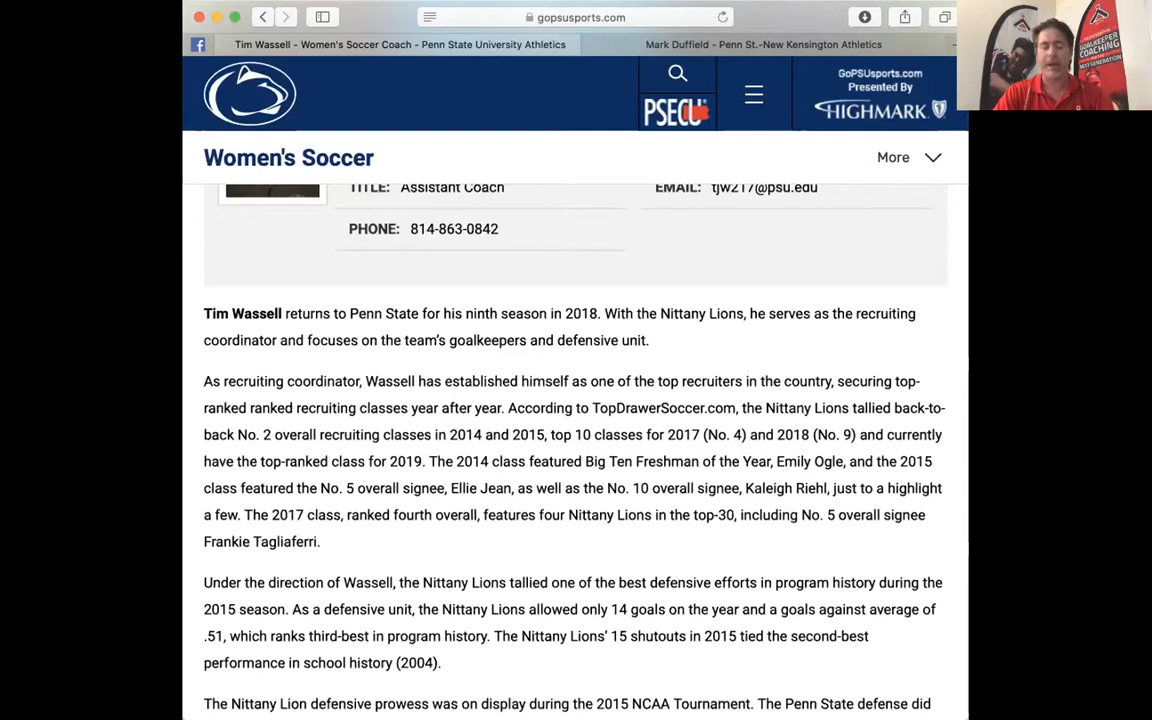 gopsusports.com
Tim Wassell - Women's Soccer Coach - Penn State University Athletics
Mark Duffield - Penn St.-New Kensington Athletics
PSECU
GoPSUsports.com
Presented By
HIGHMARK
GOALKEEPER
COACHING
NEXT GENERATION
Women's Soccer
More
TITLE: Assistant Coach
EMAIL: tjw217@psu.edu
PHONE: 814-863-0842
Tim Wassell returns to Penn State for his ninth season in 2018. With the Nittany Lions, he serves as the recruiting
coordinator and focuses on the team's goalkeepers and defensive unit.
As recruiting coordinator, Wassell has established himself as one of the top recruiters in the country, securing top-
ranked ranked recruiting classes year after year. According to TopDrawerSoccer.com, the Nittany Lions tallied back-to-
back No. 2 overall recruiting classes in 2014 and 2015, top 10 classes for 2017 (No. 4) and 2018 (No. 9) and currently
have the top-ranked class for 2019. The 2014 class featured Big Ten Freshman of the Year, Emily Ogle, and the 2015
class featured the No. 5 overall signee, Ellie Jean, as well as the No. 10 overall signee, Kaleigh Riehl, just to a highlight
a few. The 2017 class, ranked fourth overall, features four Nittany Lions in the top-30, including No. 5 overall signee
Frankie Tagliaferri.
Under the direction of Wassell, the Nittany Lions tallied one of the best defensive efforts in program history during the
2015 season. As a defensive unit, the Nittany Lions allowed only 14 goals on the year and a goals against average of
.51, which ranks third-best in program history. The Nittany Lions' 15 shutouts in 2015 tied the second-best
performance in school history (2004).
The Nittany Lion defensive prowess was on display during the 2015 NCAA Tournament. The Penn State defense did